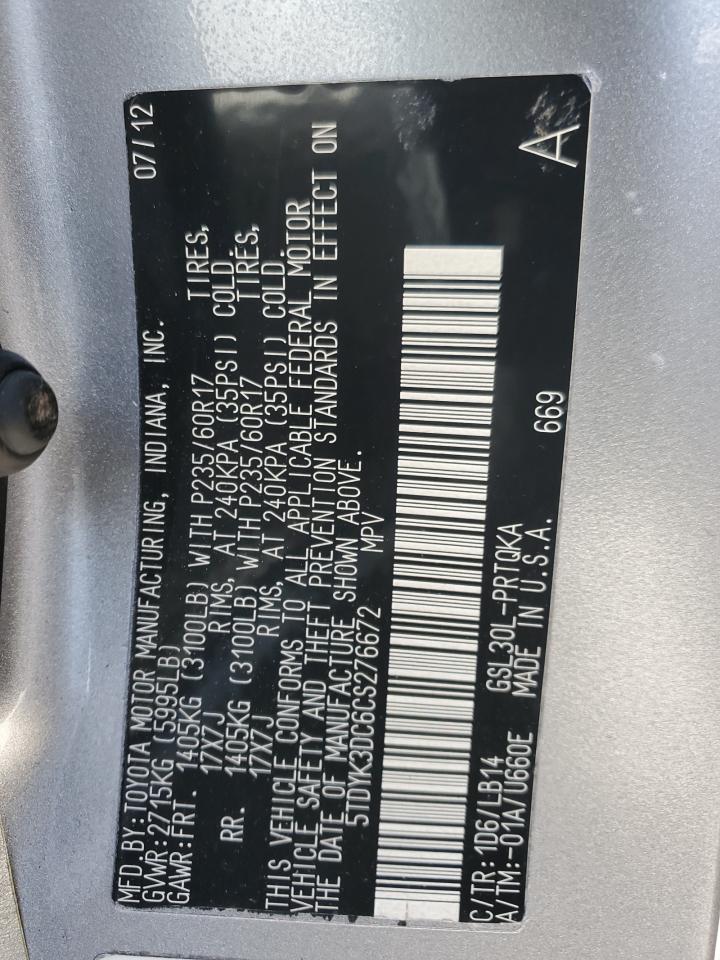 MFD.BY:TOYOTA MOTOR MANUFACTURING, INDIANA, INC. 07/12
GVWR:2715KG (5995LB)
GAWR:FRT. 1405KG (3100LB) WITH P235/60R17 TIRES,
17X7J RIMS, AT 240KPA (35PSI) COLD.
RR. 1405KG (3100LB) WITH P235/60R17 TIRES,
17X7J RIMS, AT 240KPA (35PSI) COLD.
THIS VEHICLE CONFORMS TO ALL APPLICABLE FEDERAL MOTOR
VEHICLE SAFETY AND THEFT PREVENTION STANDARDS IN EFFECT ON
THE DATE OF MANUFACTURE SHOWN ABOVE.
5TDYK3DC6CS276672 MPV
C/TR:1D6/LB14 GSL30L-PRTQKA 669 A
A/TM:-01A/U660E MADE IN U.S.A.